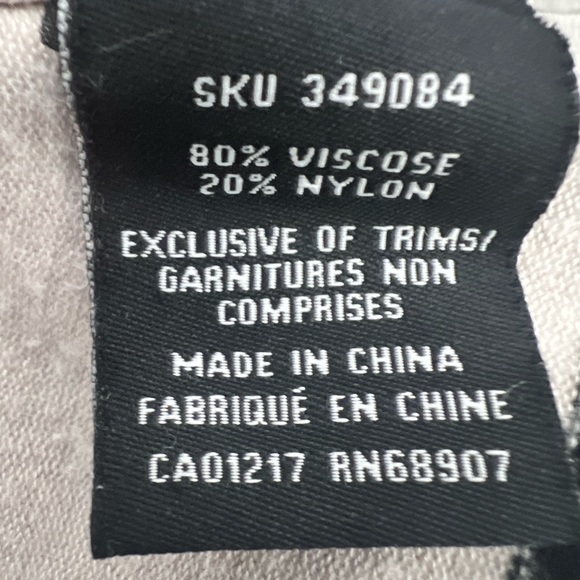 SKU 349084
80% VISCOSE
20% NYLON
EXCLUSIVE OF TRIMS/
GARNITURES NON
COMPRISES
MADE IN CHINA
FABRIQUÉ EN CHINE
CA01217 RN68907